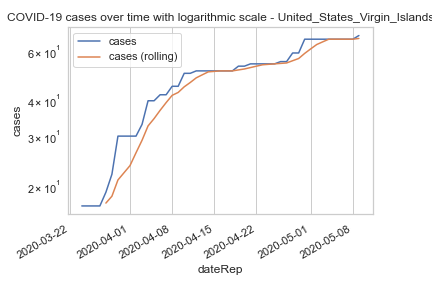 COVID-19 cases over time with logarithmic scale - United_States_Virgin_Islands
cases
cases (rolling)
6 × 10¹
4 × 10¹
3 × 10¹
2 × 10¹
cases
2020-03-22
2020-04-01
2020-04-08
2020-04-15
2020-04-22
2020-05-01
2020-05-08
dateRep